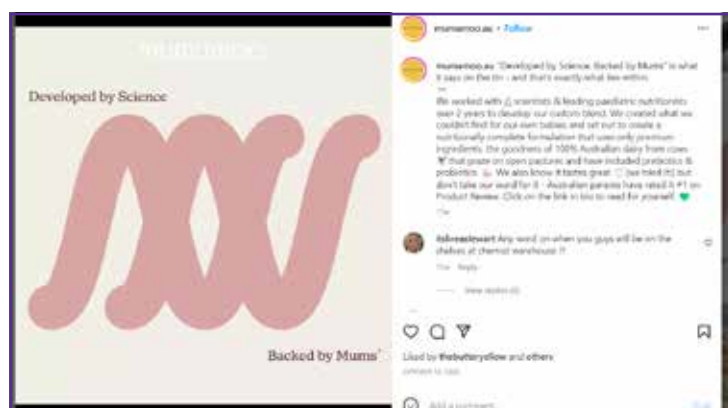 Developed by Science
Backed by Mums'
mumamoo.au • Follow
mumamoo.au "Developed by Science, Backed by Mums" is what
it says on the tin - and that's exactly what lies within.
We worked with scientists & leading paediatric nutritionists
over 2 years to develop our custom blend. We created what we
couldn't find for our own babies and set out to create a
nutritionally complete formulation that uses only premium
ingredients, the goodness of 100% Australian dairy from cows
that graze on open pastures and have included prebiotics &
probiotics. We also know it tastes great (we tried it!) but
don't take our word for it - Australian parents have rated it #1 on
Product Review. Click on the link in bio to read for yourself.
Any word on when you guys will be on the
shelves at chemist warehouse ?!
Reply
View replies
Liked by thebutteryellow and others
Add a comment...